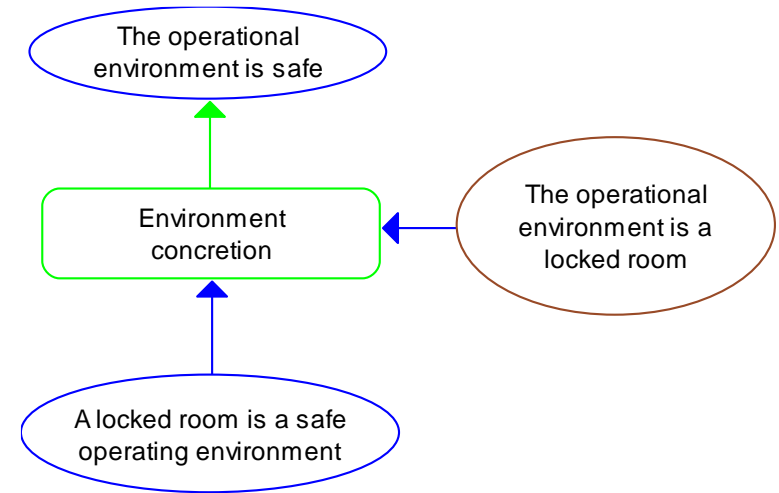 The operational
environment is safe
Environment
concretion
The operational
environment is a
locked room
A locked room is a safe
operating environment